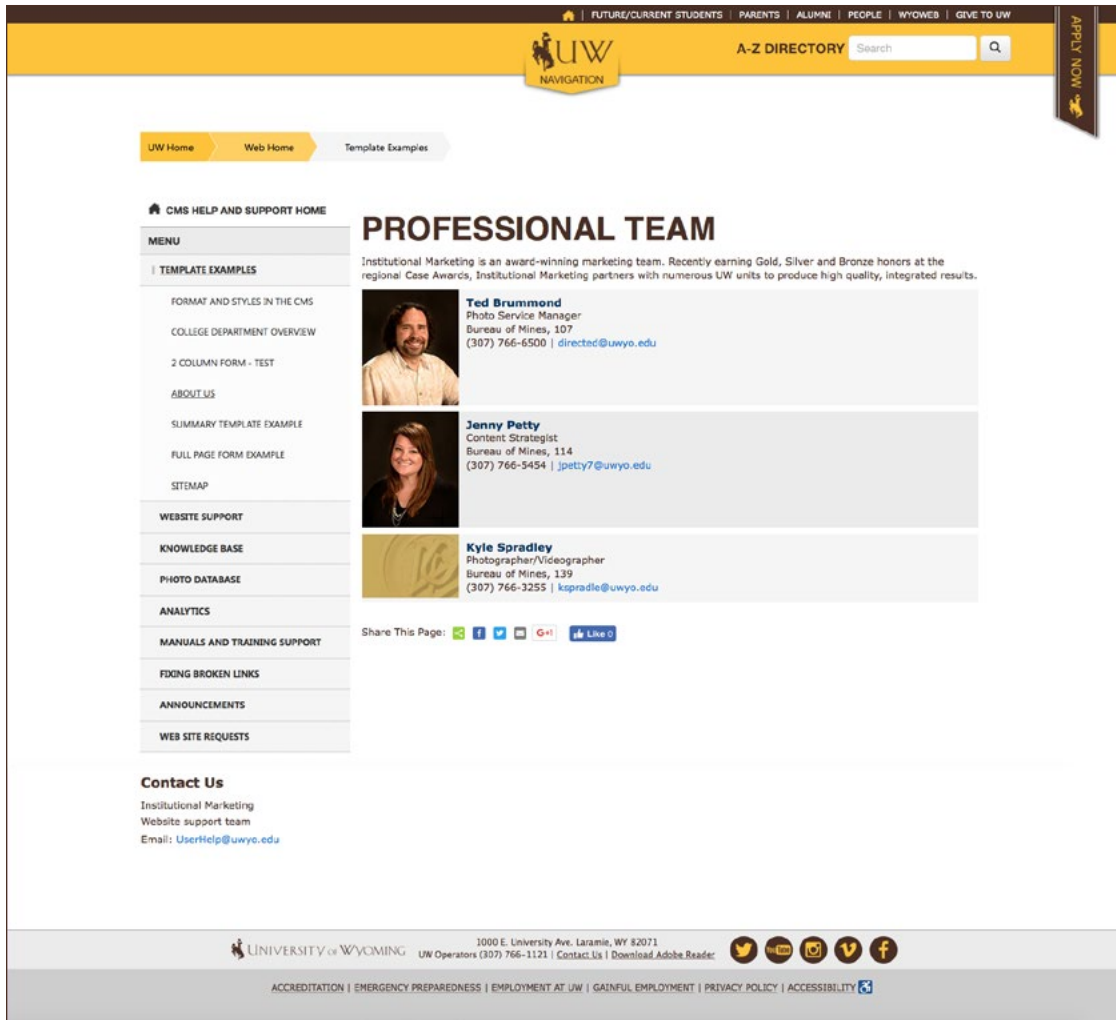 FUTURE/CURRENT STUDENTS | PARENTS | ALUMNI | PEOPLE | WYOWEB | GIVE TO UW
APPLY NOW
UW
NAVIGATION
A-Z DIRECTORY
Search
UW Home
Web Home
Template Examples
CMS HELP AND SUPPORT HOME
MENU
TEMPLATE EXAMPLES
FORMAT AND STYLES IN THE CMS
COLLEGE DEPARTMENT OVERVIEW
2 COLUMN FORM - TEST
ABOUT US
SUMMARY TEMPLATE EXAMPLE
FULL PAGE FORM EXAMPLE
SITEMAP
WEBSITE SUPPORT
KNOWLEDGE BASE
PHOTO DATABASE
ANALYTICS
MANUALS AND TRAINING SUPPORT
FIXING BROKEN LINKS
ANNOUNCEMENTS
WEB SITE REQUESTS
PROFESSIONAL TEAM
Institutional Marketing is an award-winning marketing team. Recently earning Gold, Silver and Bronze honors at the
regional Case Awards, Institutional Marketing partners with numerous UW units to produce high quality, integrated results.
Ted Brummond
Photo Service Manager
Bureau of Mines, 107
(307) 766-6500 | directed@uwyo.edu
Jenny Petty
Content Strategist
Bureau of Mines, 114
(307) 766-5454 | jpetty7@uwyo.edu
Kyle Spradley
Photographer/Videographer
Bureau of Mines, 139
(307) 766-3255 | kspradle@uwyo.edu
Share This Page:
G+1
Like 0
Contact Us
Institutional Marketing
Website support team
Email: UserHelp@uwyo.edu
UNIVERSITY OF WYOMING
1000 E. University Ave. Laramie, WY 82071
UW Operators (307) 766-1121 | Contact Us | Download Adobe Reader
YouTube
ACCREDITATION | EMERGENCY PREPAREDNESS | EMPLOYMENT AT UW | GAINFUL EMPLOYMENT | PRIVACY POLICY | ACCESSIBILITY